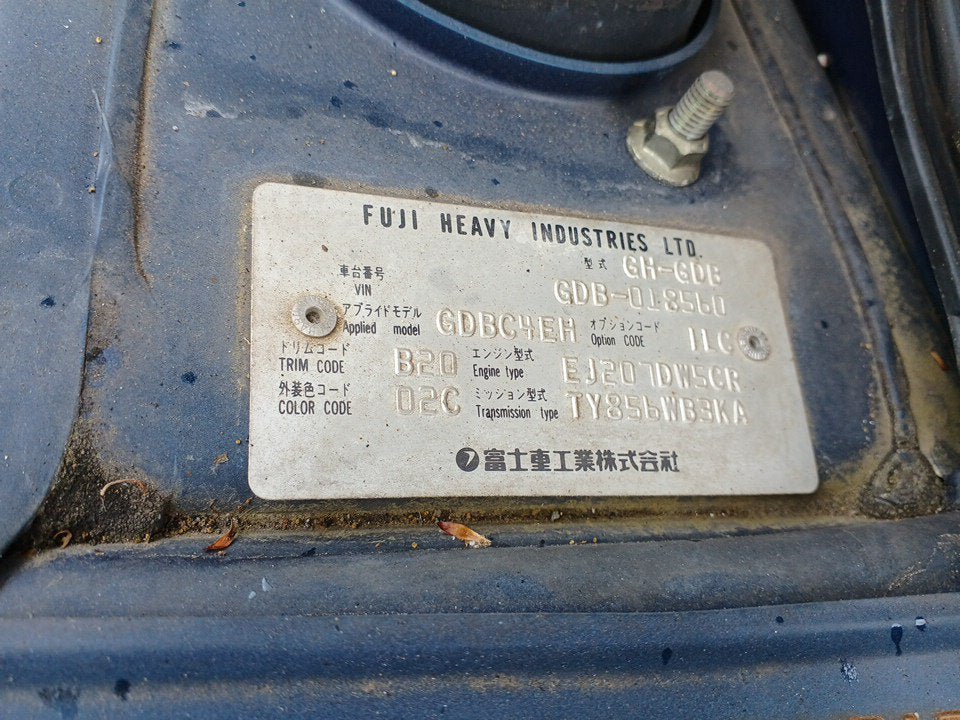 FUJI HEAVY INDUSTRIES LTD.
型式 GH-GDB
車台番号
VIN GDB-018560
アプライドモデル オプションコード
Applied model GDBC4EH Option CODE ILC
トリムコード エンジン型式
TRIM CODE B20 Engine type EJ207DW5CR
外装色コード ミッション型式
COLOR CODE 02C Transmission type TY856WB3KA
⑦富士重工業株式会社